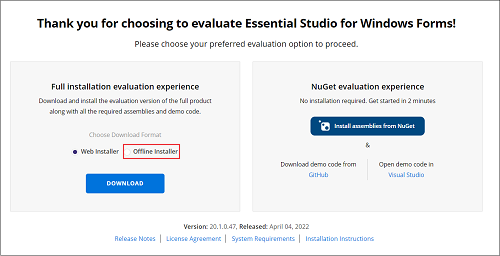 Thank you for choosing to evaluate Essential Studio for Windows Forms!
Please choose your preferred evaluation option to proceed.
Full installation evaluation experience
Download and install the evaluation version of the full product
along with all the required assemblies and demo code.
Choose Download Format
Web Installer Offline Installer
DOWNLOAD
NuGet evaluation experience
No installation required. Get started in 2 minutes
Install assemblies from NuGet
&
Download demo code from
GitHub
Open demo code in
Visual Studio
Version: 20.1.0.47, Released: April 04, 2022
Release Notes | License Agreement | System Requirements | Installation Instructions